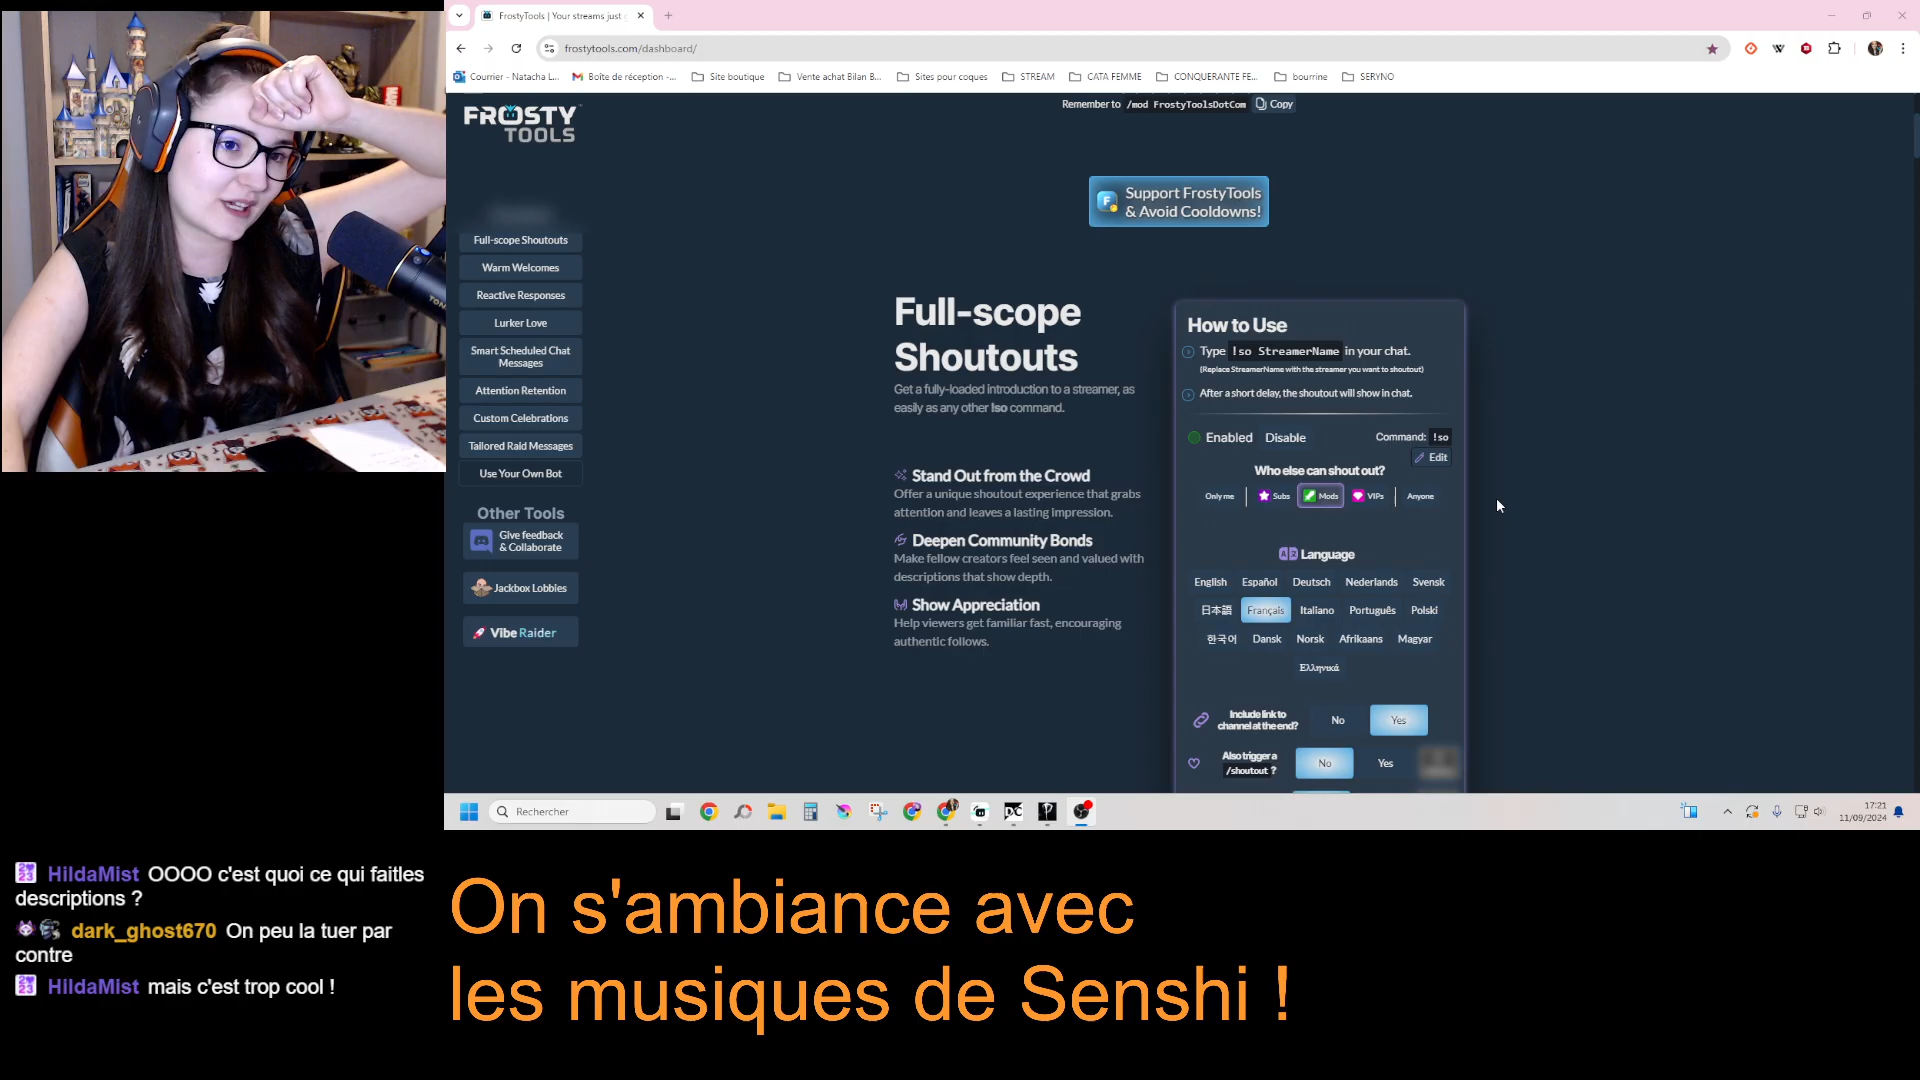 FrostyTools | Your streams just
frostytools.com/dashboard/
Courrier - Natacha L...
Boîte de réception -...
Site boutique
Vente achat Bilan B...
Sites pour coques
STREAM
CATA FEMME
CONQUERANTE FE...
bourrine
SERYNO
FROSTY
TOOLS
Remember to /mod FrostyToolsDotCom Copy
Support FrostyTools
& Avoid Cooldowns!
Full-scope Shoutouts
Warm Welcomes
Reactive Responses
Lurker Love
Smart Scheduled Chat
Messages
Attention Retention
Custom Celebrations
Tailored Raid Messages
Use Your Own Bot
Other Tools
Give feedback
& Collaborate
Jackbox Lobbies
Vibe Raider
Full-scope
Shoutouts
Get a fully-loaded introduction to a streamer, as
easily as any other !so command.
Stand Out from the Crowd
Offer a unique shoutout experience that grabs
attention and leaves a lasting impression.
Deepen Community Bonds
Make fellow creators feel seen and valued with
descriptions that show depth.
Show Appreciation
Help viewers get familiar fast, encouraging
authentic follows.
How to Use
Type !so StreamerName in your chat.
(Replace StreamerName with the streamer you want to shoutout)
After a short delay, the shoutout will show in chat.
Enabled Disable Command: !so
Edit
Who else can shout out?
Only me Subs Mods VIPs Anyone
Language
English Español Deutsch Nederlands Svensk
日本語 Français Italiano Português Polski
한국어 Dansk Norsk Afrikaans Magyar
Ελληνικά
Include link to
channel at the end? No Yes
Also trigger a
/shoutout ? No Yes
Rechercher
17:21
11/09/2024
HildaMist OOOO c'est quoi ce qui faitles
descriptions ?
dark_ghost670 On peu la tuer par
contre
HildaMist mais c'est trop cool !
On s'ambiance avec
les musiques de Senshi !